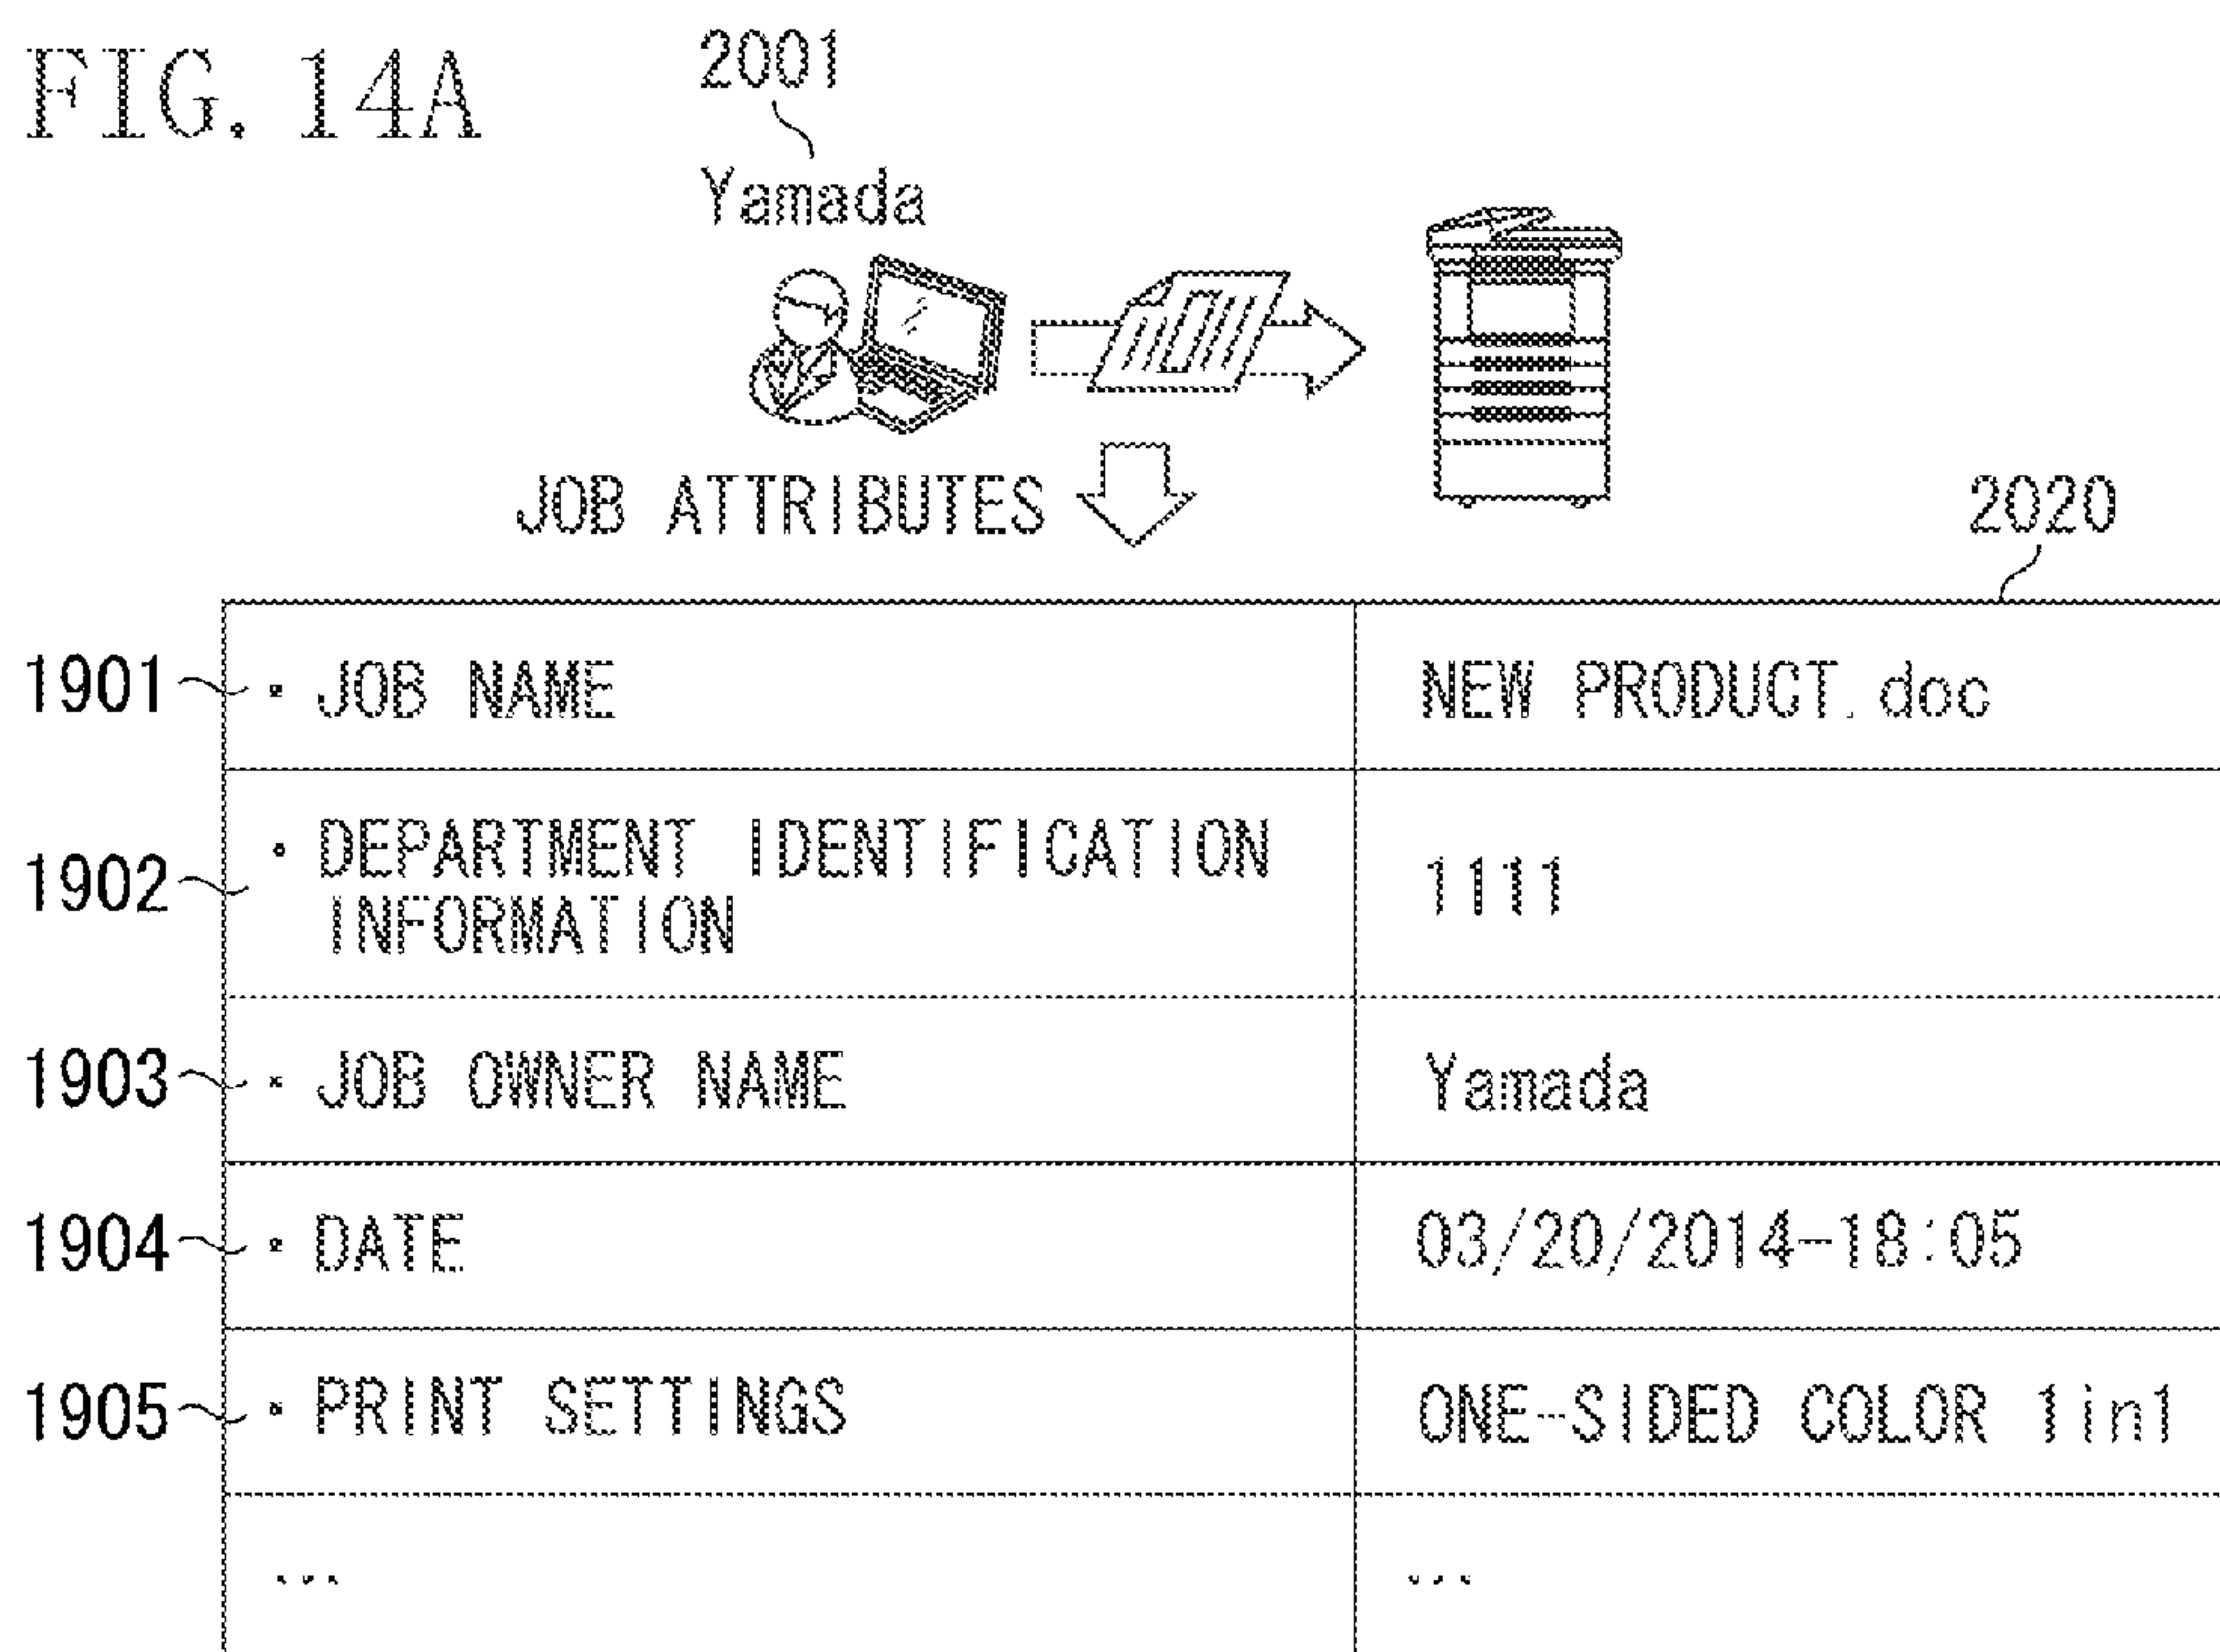 FIG. 14A
2001
Yamada
JOB ATTRIBUTES
2020
1901 · JOB NAME NEW PRODUCT.doc
1902 · DEPARTMENT IDENTIFICATION
INFORMATION 1111
1903 · JOB OWNER NAME Yamada
1904 · DATE 03/20/2014-18:05
1905 · PRINT SETTINGS ONE-SIDED COLOR 1in1
... ...